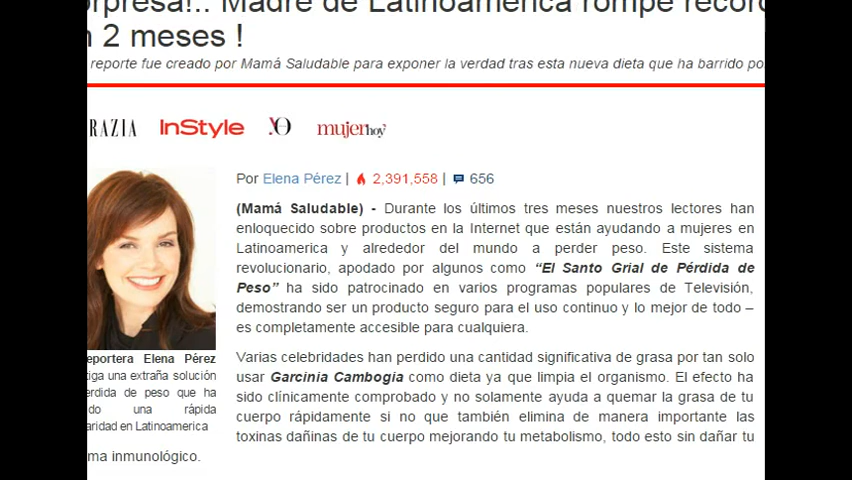 orpresa!.. Madre de Latinoamerica rompe record
n 2 meses !
reporte fue creado por Mamá Saludable para exponer la verdad tras esta nueva dieta que ha barrido po
RAZIA InStyle YO mujerhoy
Por Elena Pérez | 2,391,558 | 656
(Mamá Saludable) - Durante los últimos tres meses nuestros lectores han
enloquecido sobre productos en la Internet que están ayudando a mujeres en
Latinoamerica y alrededor del mundo a perder peso. Este sistema
revolucionario, apodado por algunos como “El Santo Grial de Pérdida de
Peso” ha sido patrocinado en varios programas populares de Televisión,
demostrando ser un producto seguro para el uso continuo y lo mejor de todo –
es completamente accesible para cualquiera.
Varias celebridades han perdido una cantidad significativa de grasa por tan solo
usar Garcinia Cambogia como dieta ya que limpia el organismo. El efecto ha
sido clínicamente comprobado y no solamente ayuda a quemar la grasa de tu
cuerpo rápidamente si no que también elimina de manera importante las
toxinas dañinas de tu cuerpo mejorando tu metabolismo, todo esto sin dañar tu
eportera Elena Pérez
tiga una extraña solución
erdida de peso que ha
do una rápida
aridad en Latinoamerica
ma inmunológico.